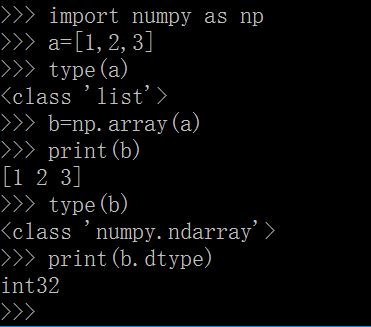 >>> import numpy as np
>>> a=[1,2,3]
>>> type(a)
<class 'list'>
>>> b=np.array(a)
>>> print(b)
[1 2 3]
>>> type(b)
<class 'numpy.ndarray'>
>>> print(b.dtype)
int32
>>>